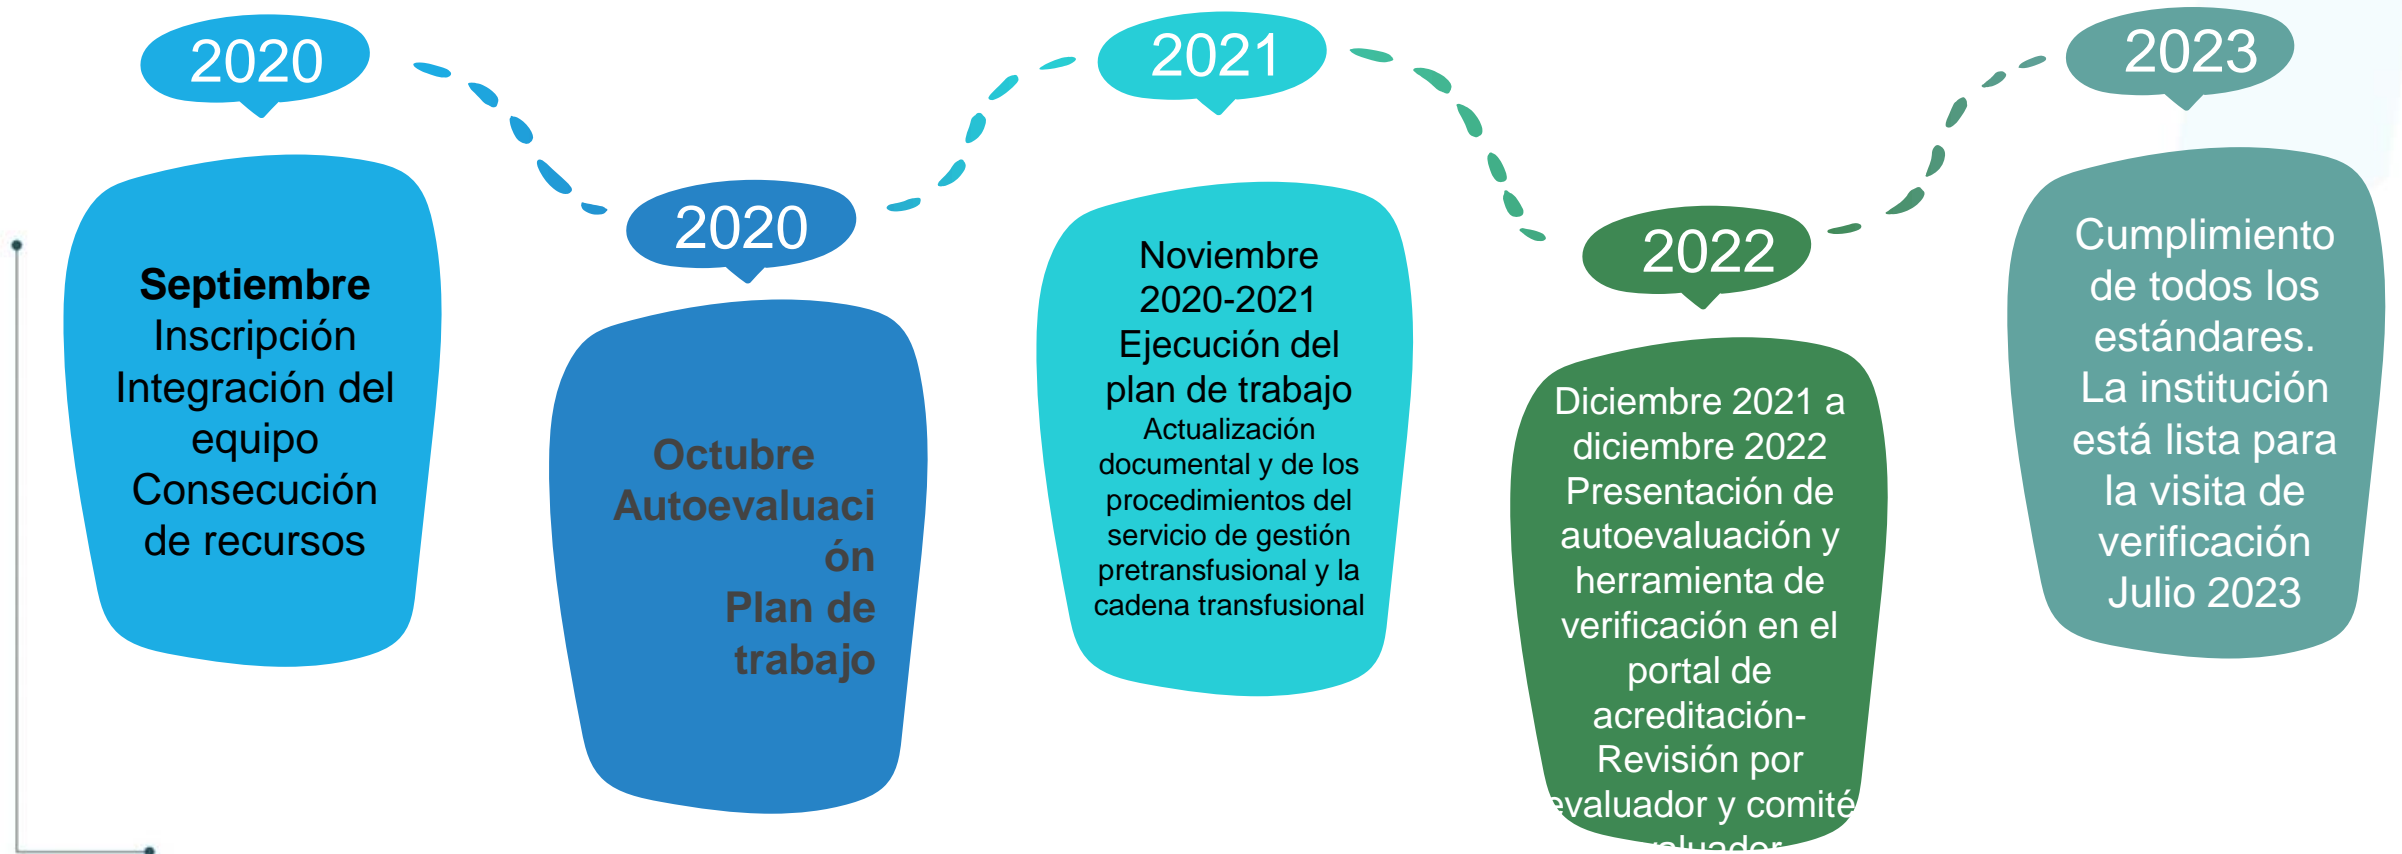 2020
Septiembre
Inscripción
Integración del
equipo
Consecución
de recursos
2020
Octubre
Autoevaluaci
ón
Plan de
trabajo
2021
Noviembre
2020-2021
Ejecución del
plan de trabajo
Actualización
documental y de los
procedimientos del
servicio de gestión
pretransfusional y la
cadena transfusional
2022
Diciembre 2021 a
diciembre 2022
Presentación de
autoevaluación y
herramienta de
verificación en el
portal de
acreditación-
Revisión por
evaluador y comité
evaluador
2023
Cumplimiento
de todos los
estándares.
La institución
está lista para
la visita de
verificación
Julio 2023